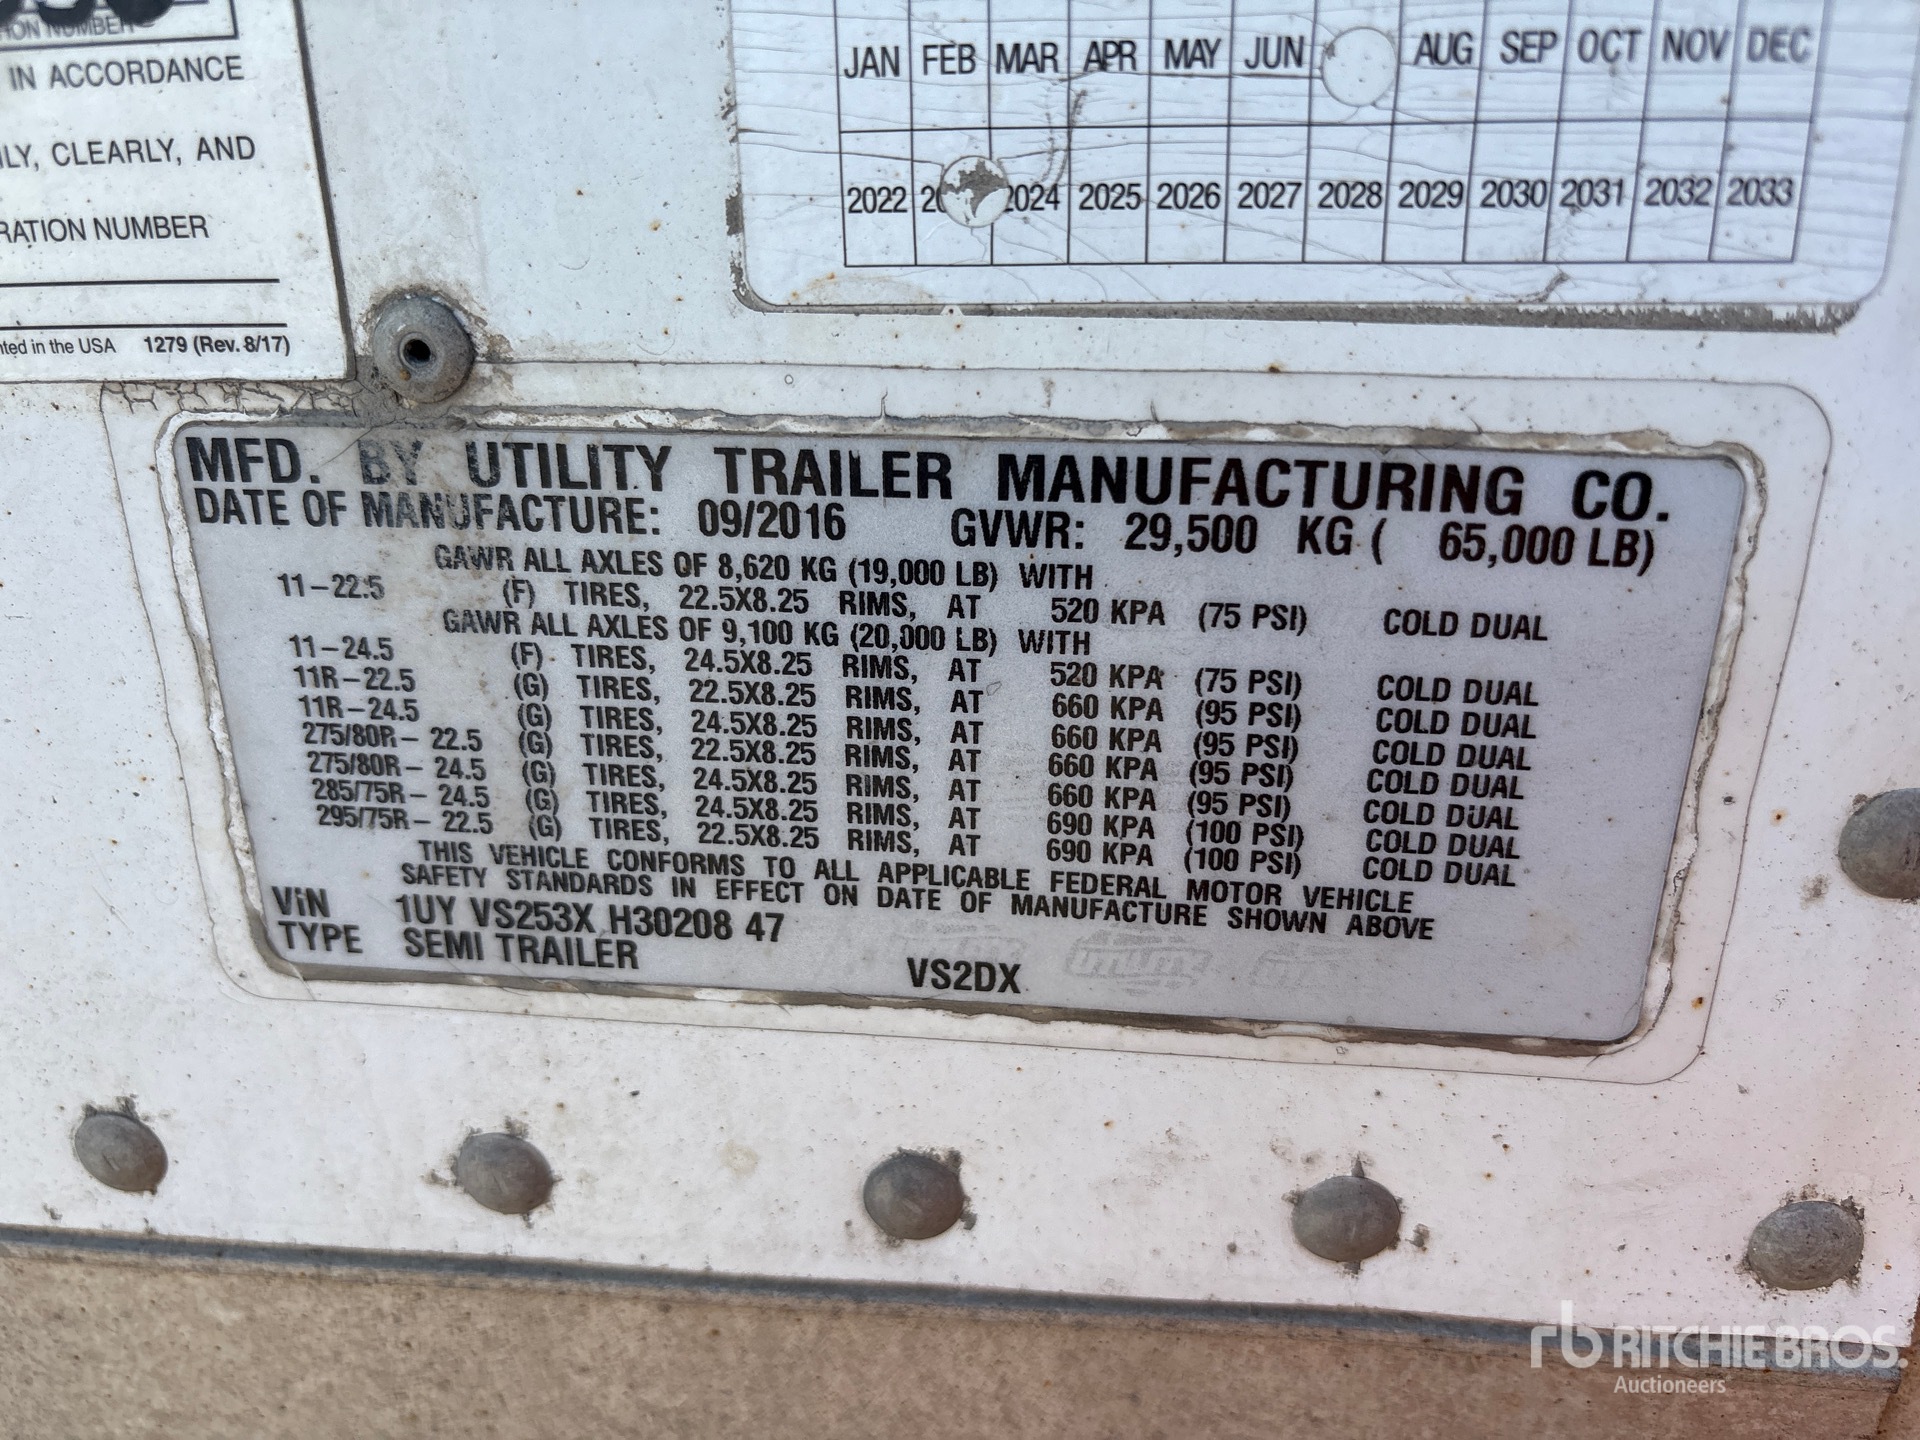 ION NUMBER
IN ACCORDANCE
ILY, CLEARLY, AND
RATION NUMBER
nted in the USA 1279 (Rev. 8/17)
JAN FEB MAR APR MAY JUN AUG SEP OCT NOV DEC
2022 2024 2025 2026 2027 2028 2029 2030 2031 2032 2033
MFD. BY UTILITY TRAILER MANUFACTURING CO.
DATE OF MANUFACTURE: 09/2016 GVWR: 29,500 KG ( 65,000 LB)
GAWR ALL AXLES OF 8,620 KG (19,000 LB) WITH
11-22.5 (F) TIRES, 22.5X8.25 RIMS, AT 520 KPA (75 PSI) COLD DUAL
GAWR ALL AXLES OF 9,100 KG (20,000 LB) WITH
11-24.5 (F) TIRES, 24.5X8.25 RIMS, AT 520 KPA (75 PSI) COLD DUAL
11R-22.5 (G) TIRES, 22.5X8.25 RIMS, AT 660 KPA (95 PSI) COLD DUAL
11R-24.5 (G) TIRES, 24.5X8.25 RIMS, AT 660 KPA (95 PSI) COLD DUAL
275/80R-22.5 (G) TIRES, 22.5X8.25 RIMS, AT 660 KPA (95 PSI) COLD DUAL
275/80R-24.5 (G) TIRES, 24.5X8.25 RIMS, AT 660 KPA (95 PSI) COLD DUAL
285/75R-24.5 (G) TIRES, 24.5X8.25 RIMS, AT 690 KPA (100 PSI) COLD DUAL
295/75R-22.5 (G) TIRES, 22.5X8.25 RIMS, AT 690 KPA (100 PSI) COLD DUAL
THIS VEHICLE CONFORMS TO ALL APPLICABLE FEDERAL MOTOR VEHICLE
SAFETY STANDARDS IN EFFECT ON DATE OF MANUFACTURE SHOWN ABOVE
VIN 1UY VS253X H30208 47
TYPE SEMI TRAILER VS2DX
rb RITCHIE BROS.
Auctioneers